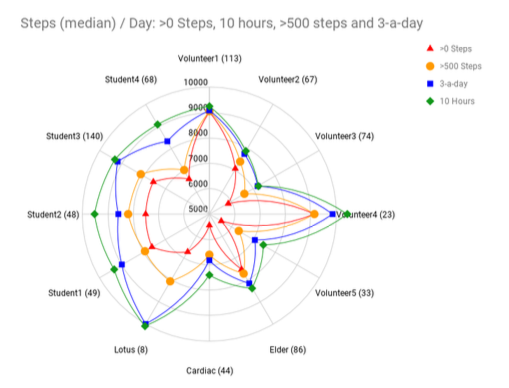 Steps (median) / Day: >0 Steps, 10 hours, >500 steps and 3-a-day
>0 Steps
>500 Steps
3-a-day
10 Hours
Volunteer1 (113)
Student4 (68)
Volunteer2 (67)
10000
9000
8000
7000
6000
5000
Student3 (140)
Volunteer3 (74)
Student2 (48)
Volunteer4 (23)
Student1 (49)
Volunteer5 (33)
Lotus (8)
Elder (86)
Cardiac (44)